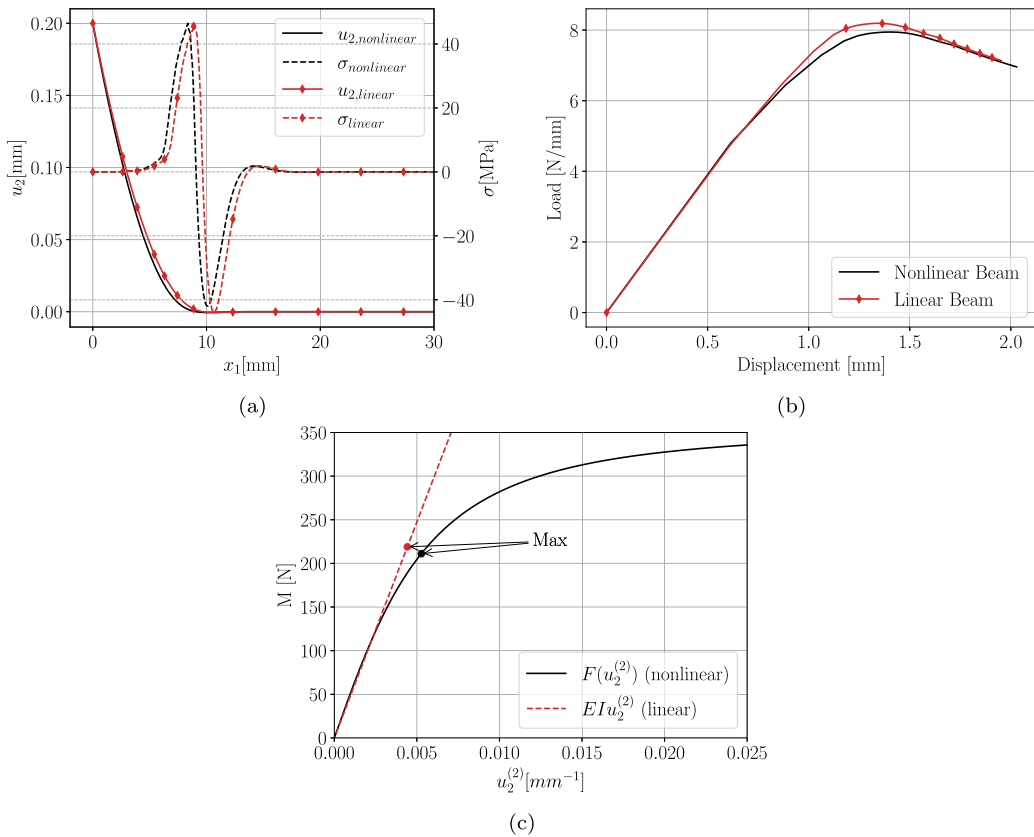 0.20
0.15
0.10
0.05
0.00
u₂[mm]
0
10
20
30
x₁[mm]
40
20
0
−20
−40
σ[MPa]
u₂,nonlinear
σnonlinear
u₂,linear
σlinear
(a)
8
6
4
2
0
Load [N/mm]
0.0
0.5
1.0
1.5
2.0
Displacement [mm]
Nonlinear Beam
Linear Beam
(b)
350
300
250
200
150
100
50
0
M [N]
0.000
0.005
0.010
0.015
0.020
0.025
u₂⁽²⁾[mm⁻¹]
Max
F(u₂⁽²⁾) (nonlinear)
EIu₂⁽²⁾ (linear)
(c)